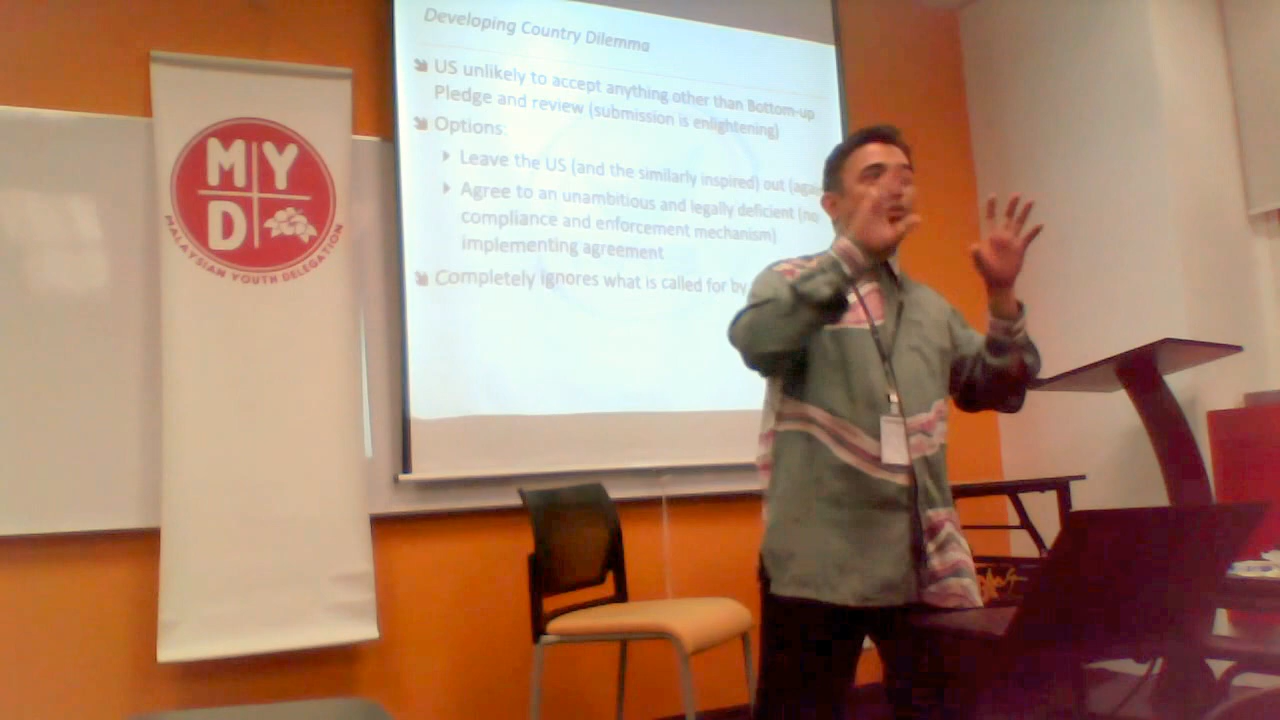 MY
D
MALAYSIAN YOUTH DELEGATION
Developing Country Dilemma
US unlikely to accept anything other than Bottom-up
Pledge and review (submission is enlightening)
Options:
Leave the US (and the similarly inspired) out
Agree to an unambitious and legally deficient (no
compliance and enforcement mechanism)
implementing agreement
Completely ignores what is called for by